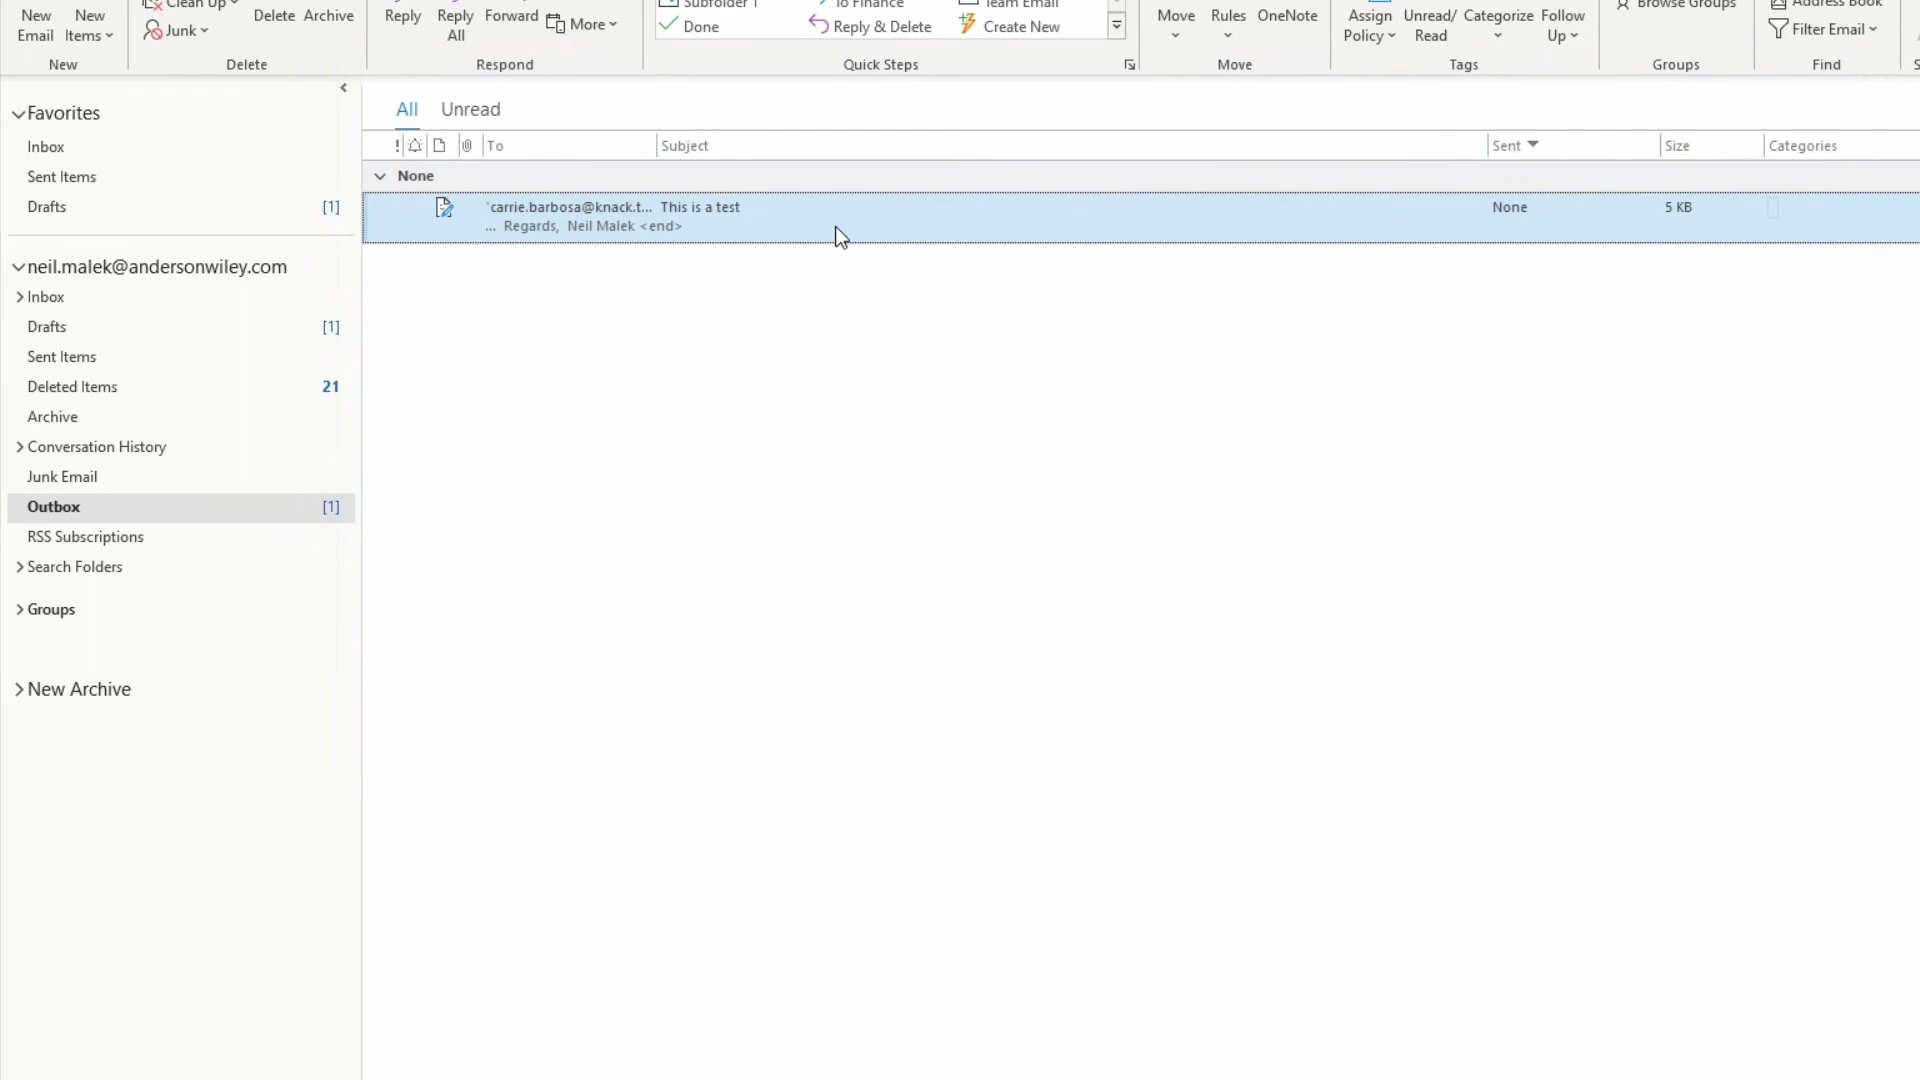 Clean Up
Subfolder 1
To Finance
Team Email
Browse Groups
Address Book
New Email
New Items
Junk
Delete
Archive
Reply
Reply All
Forward
More
Done
Reply & Delete
Create New
Move
Rules
OneNote
Assign Policy
Unread/ Read
Categorize
Follow Up
Filter Email
New
Delete
Respond
Quick Steps
Move
Tags
Groups
Find
Favorites
Inbox
Sent Items
Drafts [1]
neil.malek@andersonwiley.com
Inbox
Drafts [1]
Sent Items
Deleted Items 21
Archive
Conversation History
Junk Email
Outbox [1]
RSS Subscriptions
Search Folders
Groups
New Archive
All Unread
! To Subject Sent Size Categories
None
'carrie.barbosa@knack.t... This is a test None 5 KB
... Regards, Neil Malek <end>